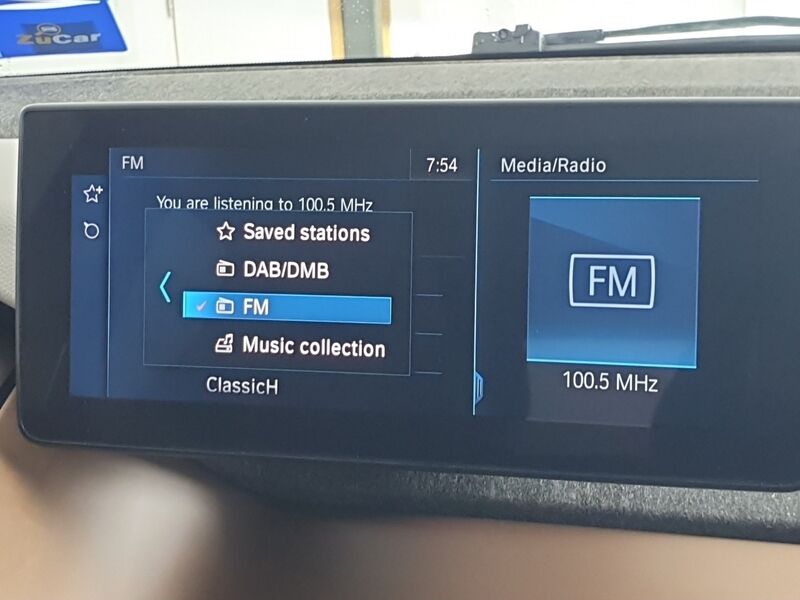 ZüCar
FM
7:54
Media/Radio
You are listening to 100.5 MHz
Saved stations
DAB/DMB
FM
Music collection
ClassicH
FM
100.5 MHz